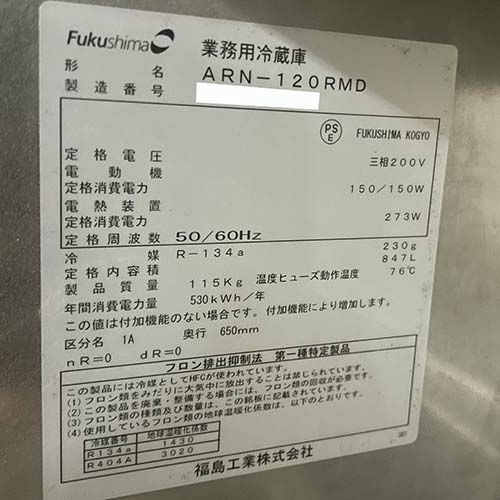 Fukushima
業務用冷蔵庫
形名 ARN-120RMD
製造番号
PS
E FUKUSHIMA KOGYO
定格電圧 三相200V
電動機
定格消費電力 150/150W
電熱装置
定格消費電力 273W
定格周波数 50/60Hz
冷媒 R-134a 230g
定格内容積 847L
製品質量 115Kg 温度ヒューズ動作温度 76℃
年間消費電力量 530kWh/年
この値は付加機能のない場合です。付加機能により増加します。
区分名 1A 奥行 650mm
nR=0 dR=0
フロン排出抑制法 第一種特定製品
この製品には冷媒としてHFCが使われています。
(1) フロン類をみだりに大気中に放出することは禁じられています。
(2) この製品を廃棄・整備する場合には、フロン類の回収が必要です。
(3) フロン類の種類及び数量は、この銘板に記載されています。
(4) 使用しているフロン類の地球温暖化係数は、以下のとおりです。
冷媒番号 地球温暖化係数
R134a 1430
R404A 3020
福島工業株式会社